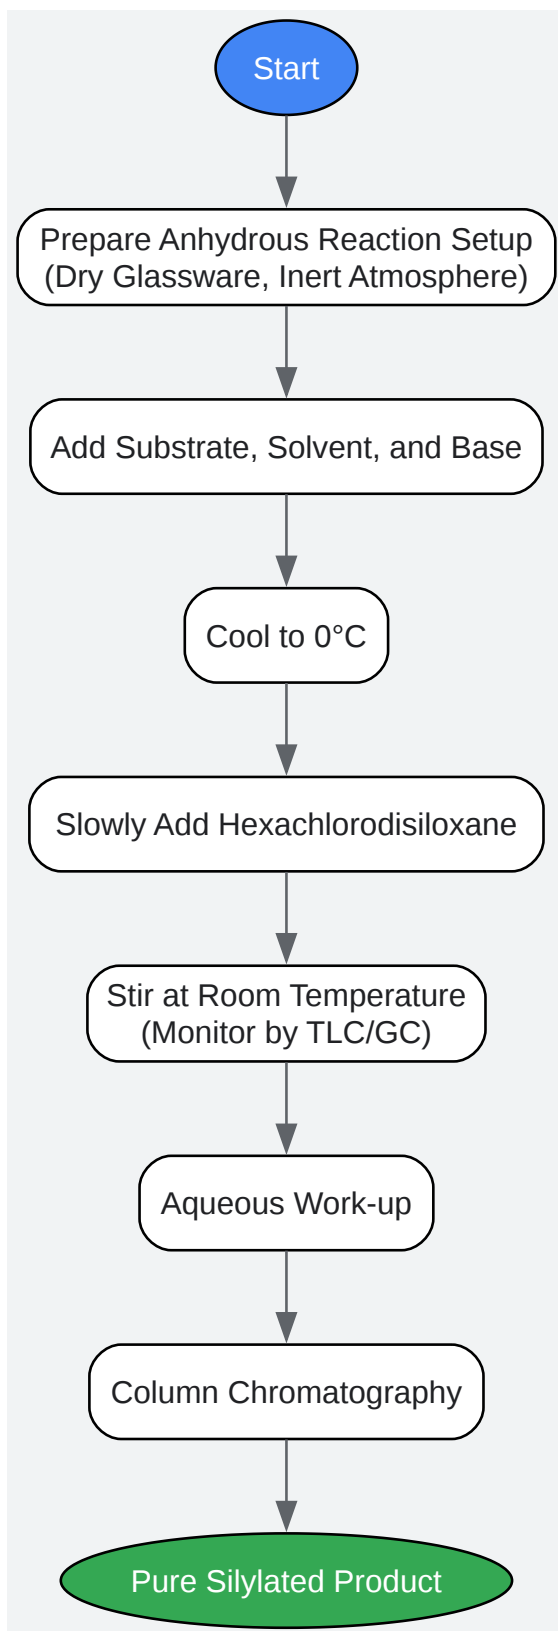 Start
Prepare Anhydrous Reaction Setup
(Dry Glassware, Inert Atmosphere)
Add Substrate, Solvent, and Base
Cool to 0°C
Slowly Add Hexachlorodisiloxane
Stir at Room Temperature
(Monitor by TLC/GC)
Aqueous Work-up
Column Chromatography
Pure Silylated Product